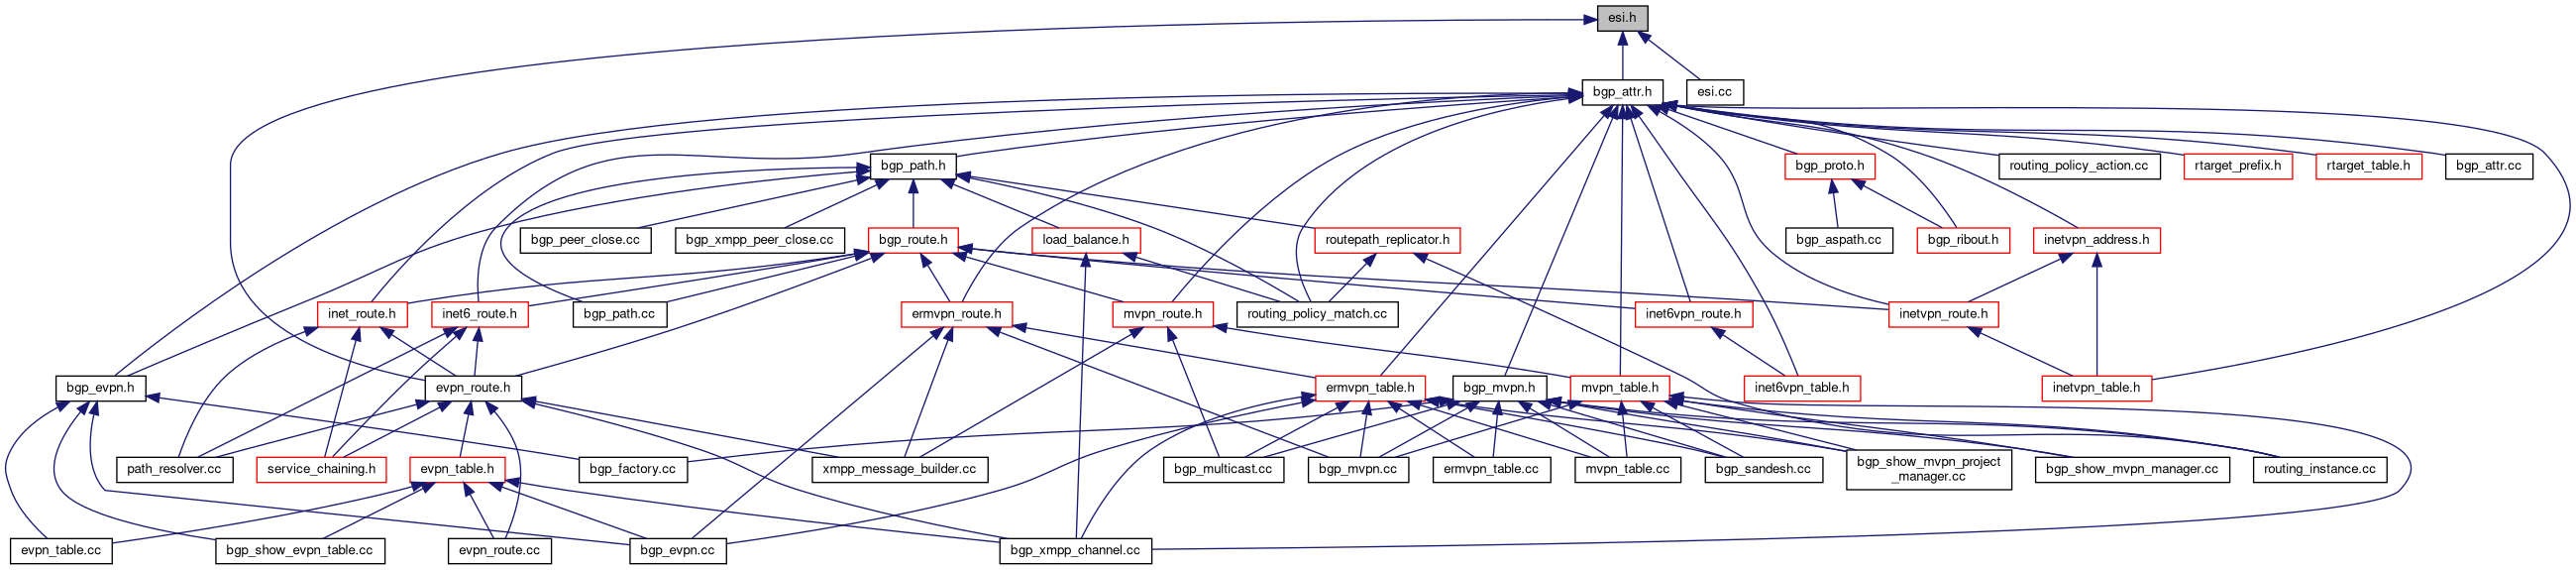 esi.h
bgp_attr.h
esi.cc
bgp_path.h
bgp_proto.h
routing_policy_action.cc
rtarget_prefix.h
rtarget_table.h
bgp_attr.cc
bgp_peer_close.cc
bgp_xmpp_peer_close.cc
bgp_route.h
load_balance.h
routepath_replicator.h
bgp_aspath.cc
bgp_ribout.h
inetvpn_address.h
inet_route.h
inet6_route.h
bgp_path.cc
ermvpn_route.h
mvpn_route.h
routing_policy_match.cc
inet6vpn_route.h
inetvpn_route.h
bgp_evpn.h
evpn_route.h
ermvpn_table.h
bgp_mvpn.h
mvpn_table.h
inet6vpn_table.h
inetvpn_table.h
path_resolver.cc
service_chaining.h
evpn_table.h
bgp_factory.cc
xmpp_message_builder.cc
bgp_multicast.cc
bgp_mvpn.cc
ermvpn_table.cc
mvpn_table.cc
bgp_sandesh.cc
bgp_show_mvpn_project
_manager.cc
bgp_show_mvpn_manager.cc
routing_instance.cc
evpn_table.cc
bgp_show_evpn_table.cc
evpn_route.cc
bgp_evpn.cc
bgp_xmpp_channel.cc